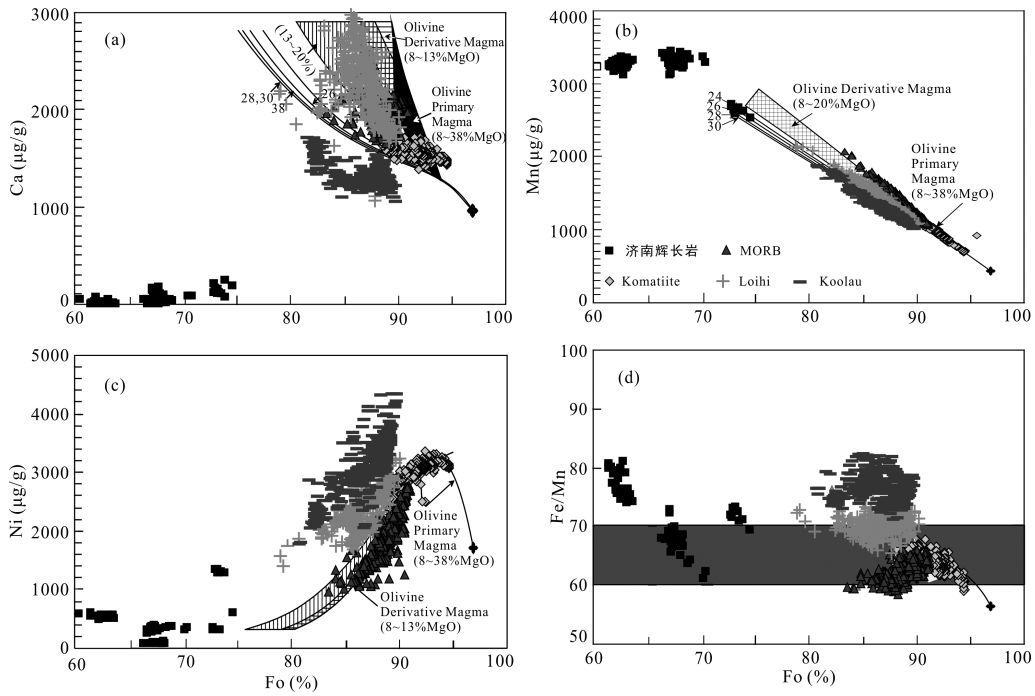 3000
2000
1000
0
Ca (μg/g)
(a)
(13~20%)
28,30
38
Olivine
Derivative Magma
(8~13%MgO)
Olivine
Primary
Magma
(8~38%MgO)
60
70
80
90
100
4000
3000
2000
1000
0
Mn(μg/g)
(b)
24
26
28
30
Olivine Derivative Magma
(8~20%MgO)
Olivine
Primary
Magma
(8~38%MgO)
济南辉长岩
MORB
Komatiite
Loihi
Koolau
60
70
80
90
100
5000
4000
3000
2000
1000
0
Ni (μg/g)
(c)
Olivine
Primary
Magma
(8~38%MgO)
Olivine
Derivative Magma
(8~13%MgO)
60
70
80
90
100
Fo (%)
100
90
80
70
60
50
Fe/Mn
(d)
60
70
80
90
100
Fo (%)